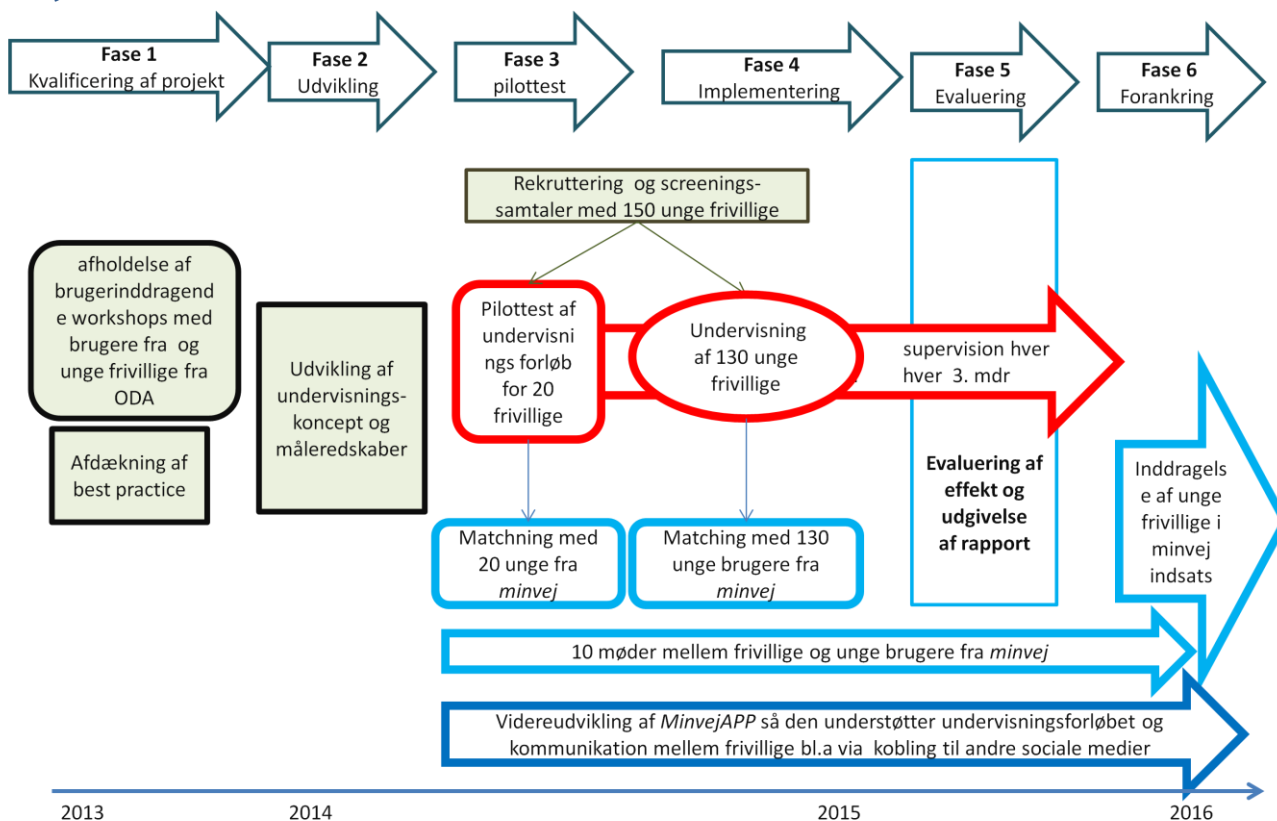 Fase 1
Kvalificering af projekt
Fase 2
Udvikling
Fase 3
pilottest
Fase 4
Implementering
Fase 5
Evaluering
Fase 6
Forankring
Rekruttering og screenings-
samtaler med 150 unge frivillige
afholdelse af
brugerinddragend
e workshops med
brugere fra og
unge frivillige fra
ODA
Afdækning af
best practice
Udvikling af
undervisnings-
koncept og
måleredskaber
Pilottest af
undervisni
ngs forløb
for 20
frivillige
Undervisning
af 130 unge
frivillige
supervision hver
hver 3. mdr
Matchning med
20 unge fra
minvej
Matching med 130
unge brugere fra
minvej
Evaluering af
effekt og
udgivelse
af rapport
Inddragels
e af unge
frivillige i
minvej
indsats
10 møder mellem frivillige og unge brugere fra minvej
Videreudvikling af MinvejAPP så den understøtter undervisningsforløbet og
kommunikation mellem frivillige bl.a via kobling til andre sociale medier
2013
2014
2015
2016